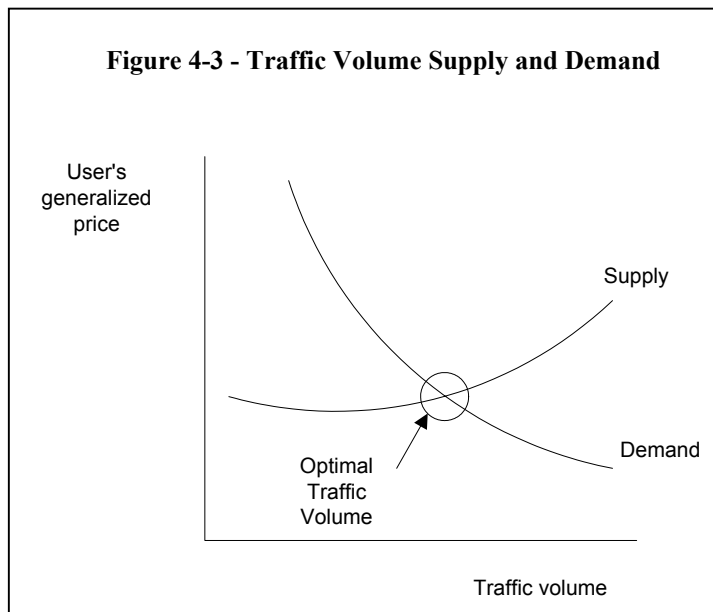 Figure 4-3 - Traffic Volume Supply and Demand
User's
generalized
price
Supply
Demand
Optimal
Traffic
Volume
Traffic volume